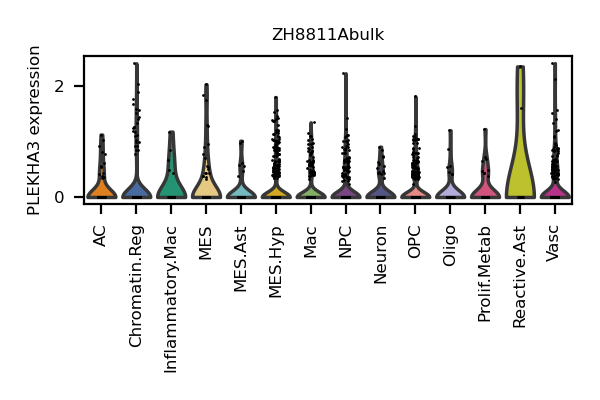 ZH8811Abulk
PLEKHA3 expression
2
0
AC
Chromatin.Reg
Inflammatory.Mac
MES
MES.Ast
MES.Hyp
Mac
NPC
Neuron
OPC
Oligo
Prolif.Metab
Reactive.Ast
Vasc